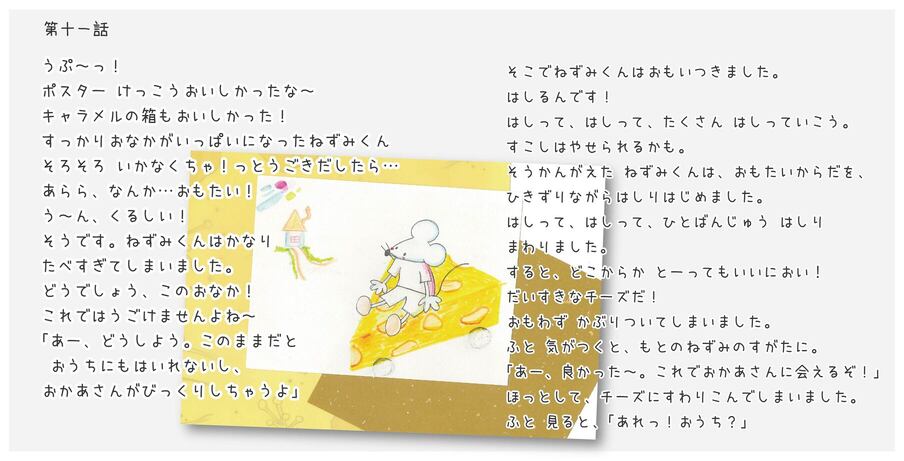 第十一話
うぷ〜っ！
ポスター けっこうおいしかったな〜
キャラメルの箱もおいしかった！
すっかりおなかがいっぱいになったねずみくん
そろそろ いかなくちゃ！っとうごきだしたら…
あらら、なんか…おもたい！
う〜ん、くるしい！
そうです。ねずみくんはかなり
たべすぎてしまいました。
どうでしょう、このおなか！
これではうごけませんよね〜
「あー、どうしよう。このままだと
おうちにもはいれないし、
おかあさんがびっくりしちゃうよ」
そこでねずみくんはおもいつきました。
はしるんです！
はしって、はしって、たくさん はしっていこう。
すこしはやせられるかも。
そうかんがえた ねずみくんは、おもたいからだを、
ひきずりながらはしりはじめました。
はしって、はしって、ひとばんじゅう はしり
まわりました。
すると、どこからか とーってもいいにおい！
だいすきなチーズだ！
おもわず かぶりついてしまいました。
ふと 気がつくと、もとのねずみのすがたに。
「あー、良かった〜。これでおかあさんに会えるぞ！」
ほっとして、チーズにすわりこんでしまいました。
ふと 見ると、「あれっ！おうち？」